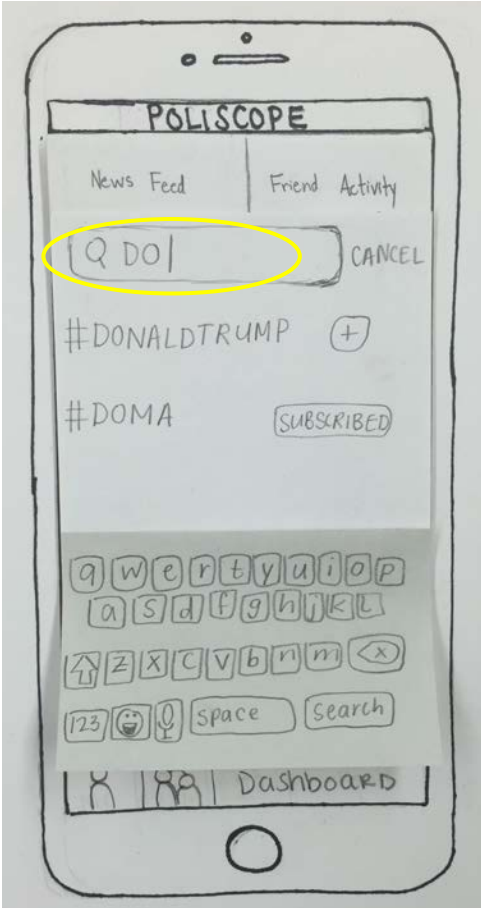 POLISCOPE
News Feed Friend Activity
DO CANCEL
#DONALDTRUMP +
#DOMA SUBSCRIBED
q w e r t y u i o p
a s d f g h j k l
z x c v b n m x
123 space search
Dashboard